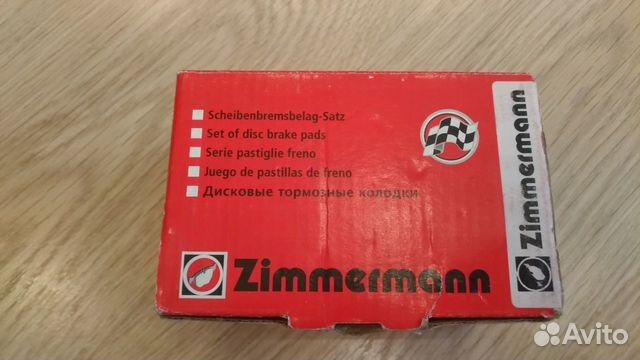 Scheibenbremsbelag-Satz
Set of disc brake pads
Serie pastiglie freno
Juego de pastillas de freno
Дисковые тормозные колодки
Zimmermann
Zimmermann
Avito